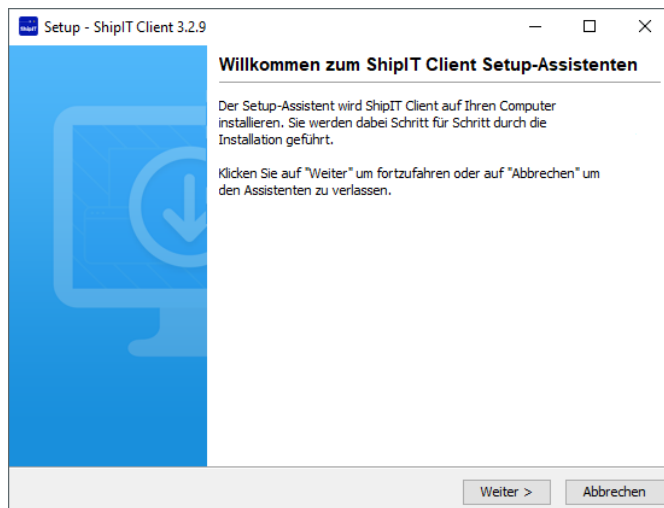 ShipIT
Setup - ShipIT Client 3.2.9
Willkommen zum ShipIT Client Setup-Assistenten
Der Setup-Assistent wird ShipIT Client auf Ihren Computer
installieren. Sie werden dabei Schritt für Schritt durch die
Installation geführt.
Klicken Sie auf "Weiter" um fortzufahren oder auf "Abbrechen" um
den Assistenten zu verlassen.
Weiter >
Abbrechen